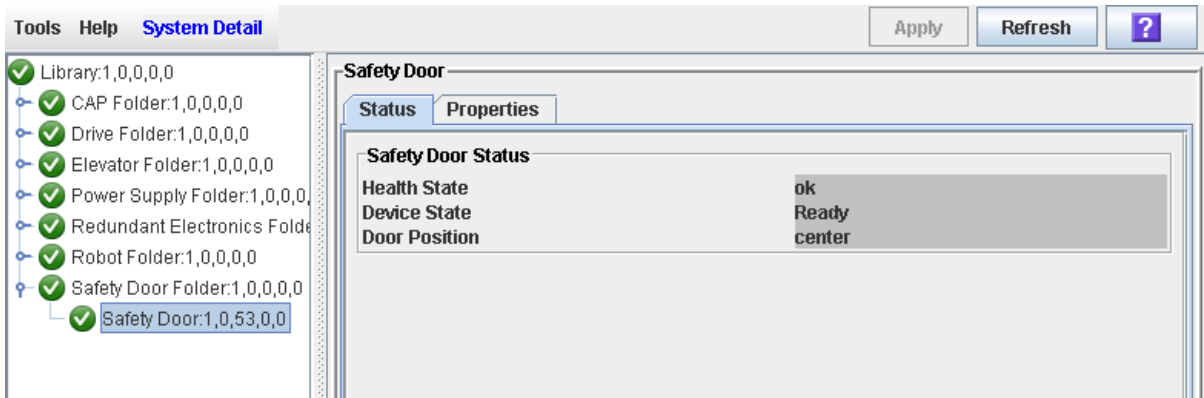 Tools Help System Detail Apply Refresh ?
Library:1,0,0,0,0
CAP Folder:1,0,0,0,0
Drive Folder:1,0,0,0,0
Elevator Folder:1,0,0,0,0
Power Supply Folder:1,0,0,0,
Redundant Electronics Folde
Robot Folder:1,0,0,0,0
Safety Door Folder:1,0,0,0,0
Safety Door:1,0,53,0,0
Safety Door
Status Properties
Safety Door Status
Health State ok
Device State Ready
Door Position center